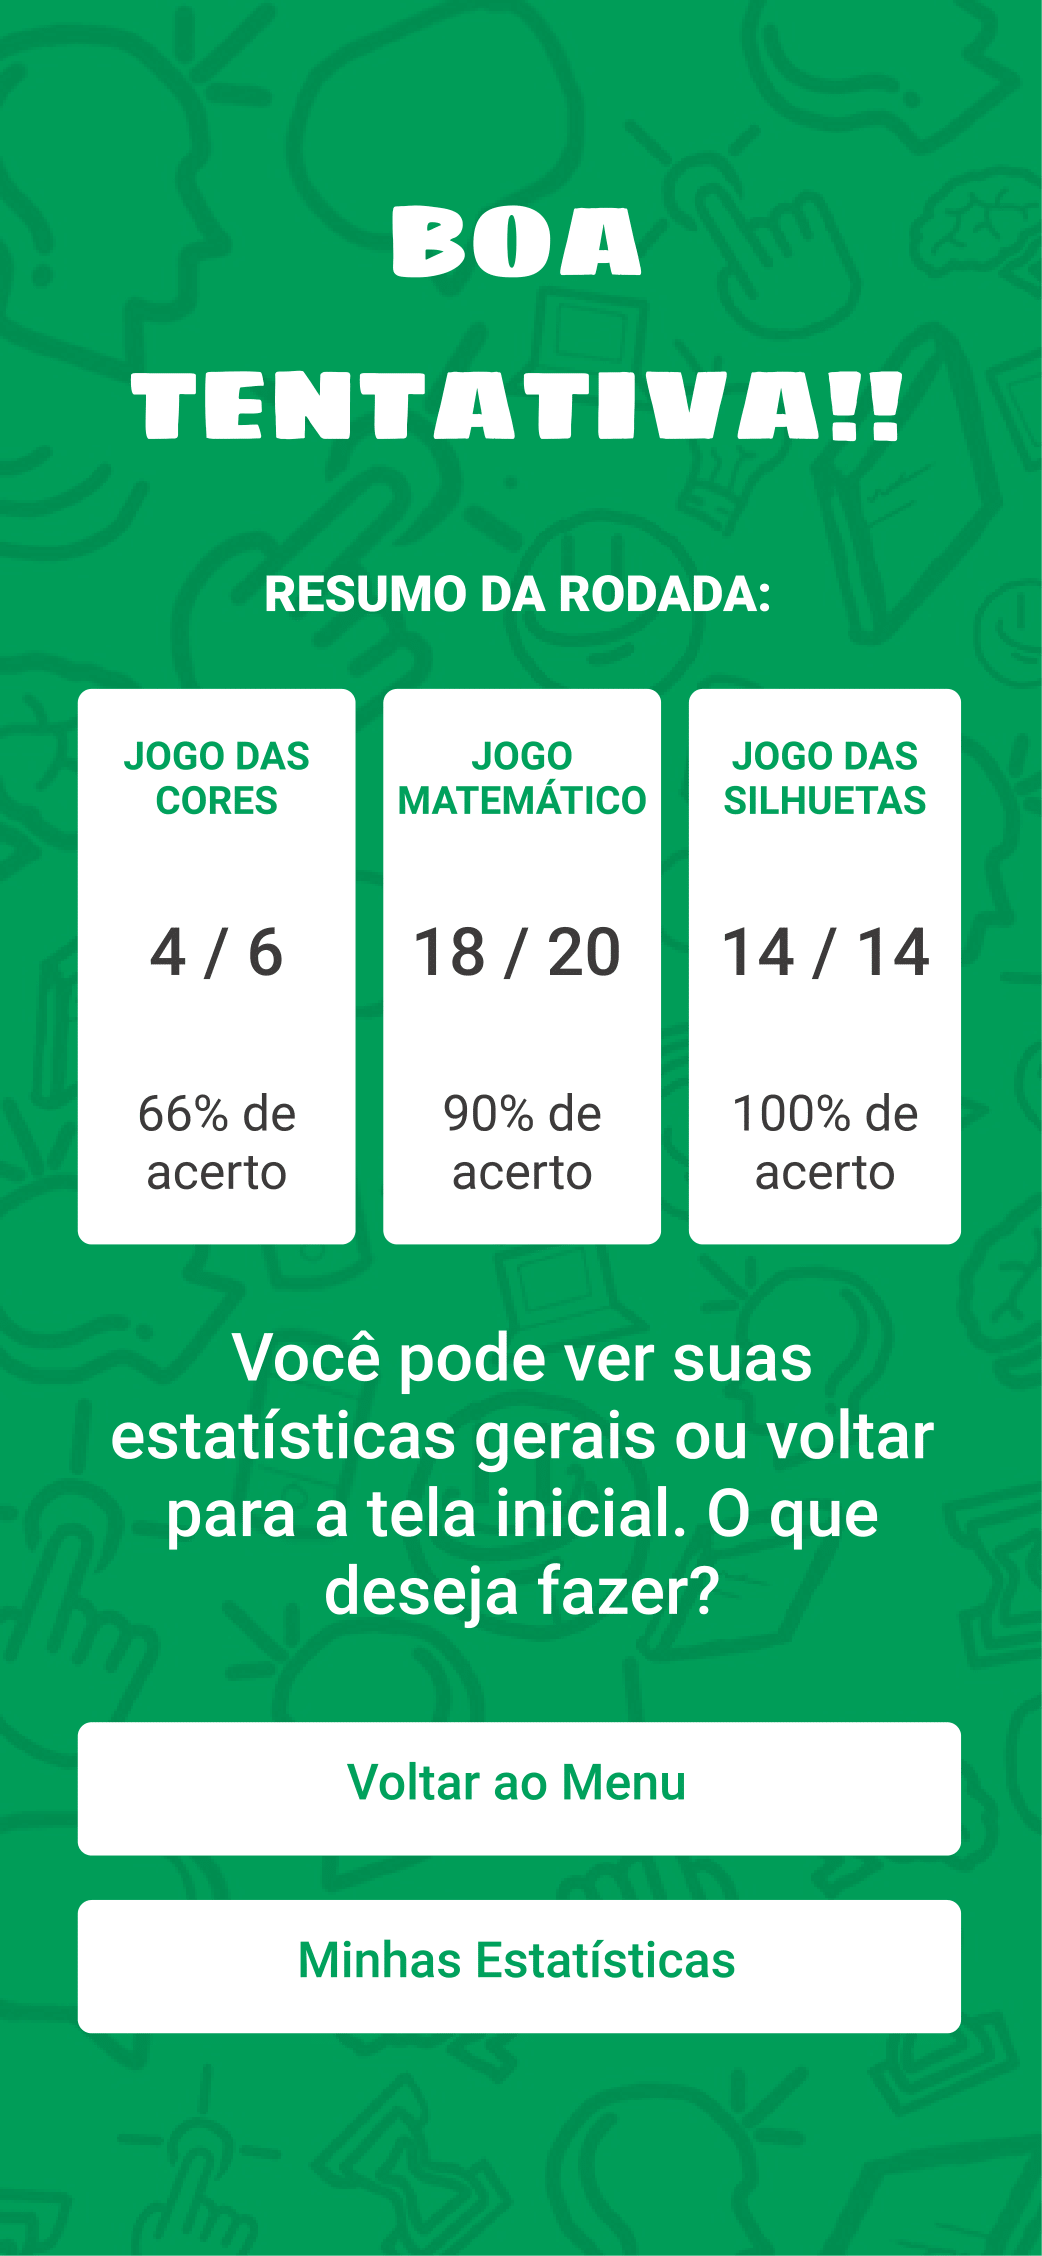 BOA
TENTATIVA!!
RESUMO DA RODADA:
JOGO DAS
CORES
4 / 6
66% de
acerto
JOGO
MATEMÁTICO
18 / 20
90% de
acerto
JOGO DAS
SILHUETAS
14 / 14
100% de
acerto
Você pode ver suas
estatísticas gerais ou voltar
para a tela inicial. O que
deseja fazer?
Voltar ao Menu
Minhas Estatísticas